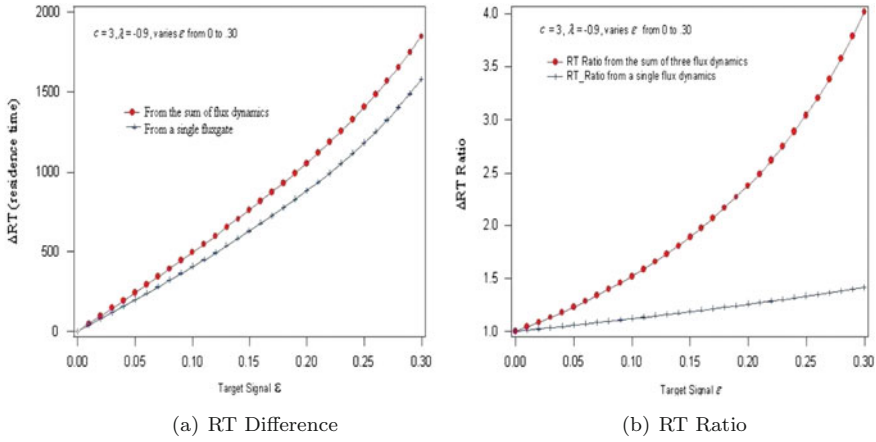 2000
1500
1000
500
0
ΔRT (residence time)
c = 3, λ = -0.9, varies ε from 0 to .30
From the sum of flux dynamics
From a single fluxgate
0.00 0.05 0.10 0.15 0.20 0.25 0.30
Target Signal ε
(a) RT Difference
4.0
3.5
3.0
2.5
2.0
1.5
1.0
ΔRT Ratio
c = 3, λ = -0.9, varies ε from 0 to .30
RT Ratio from the sum of three flux dynamics
RT_Ratio from a single flux dynamics
0.00 0.05 0.10 0.15 0.20 0.25 0.30
Target Signal ε
(b) RT Ratio